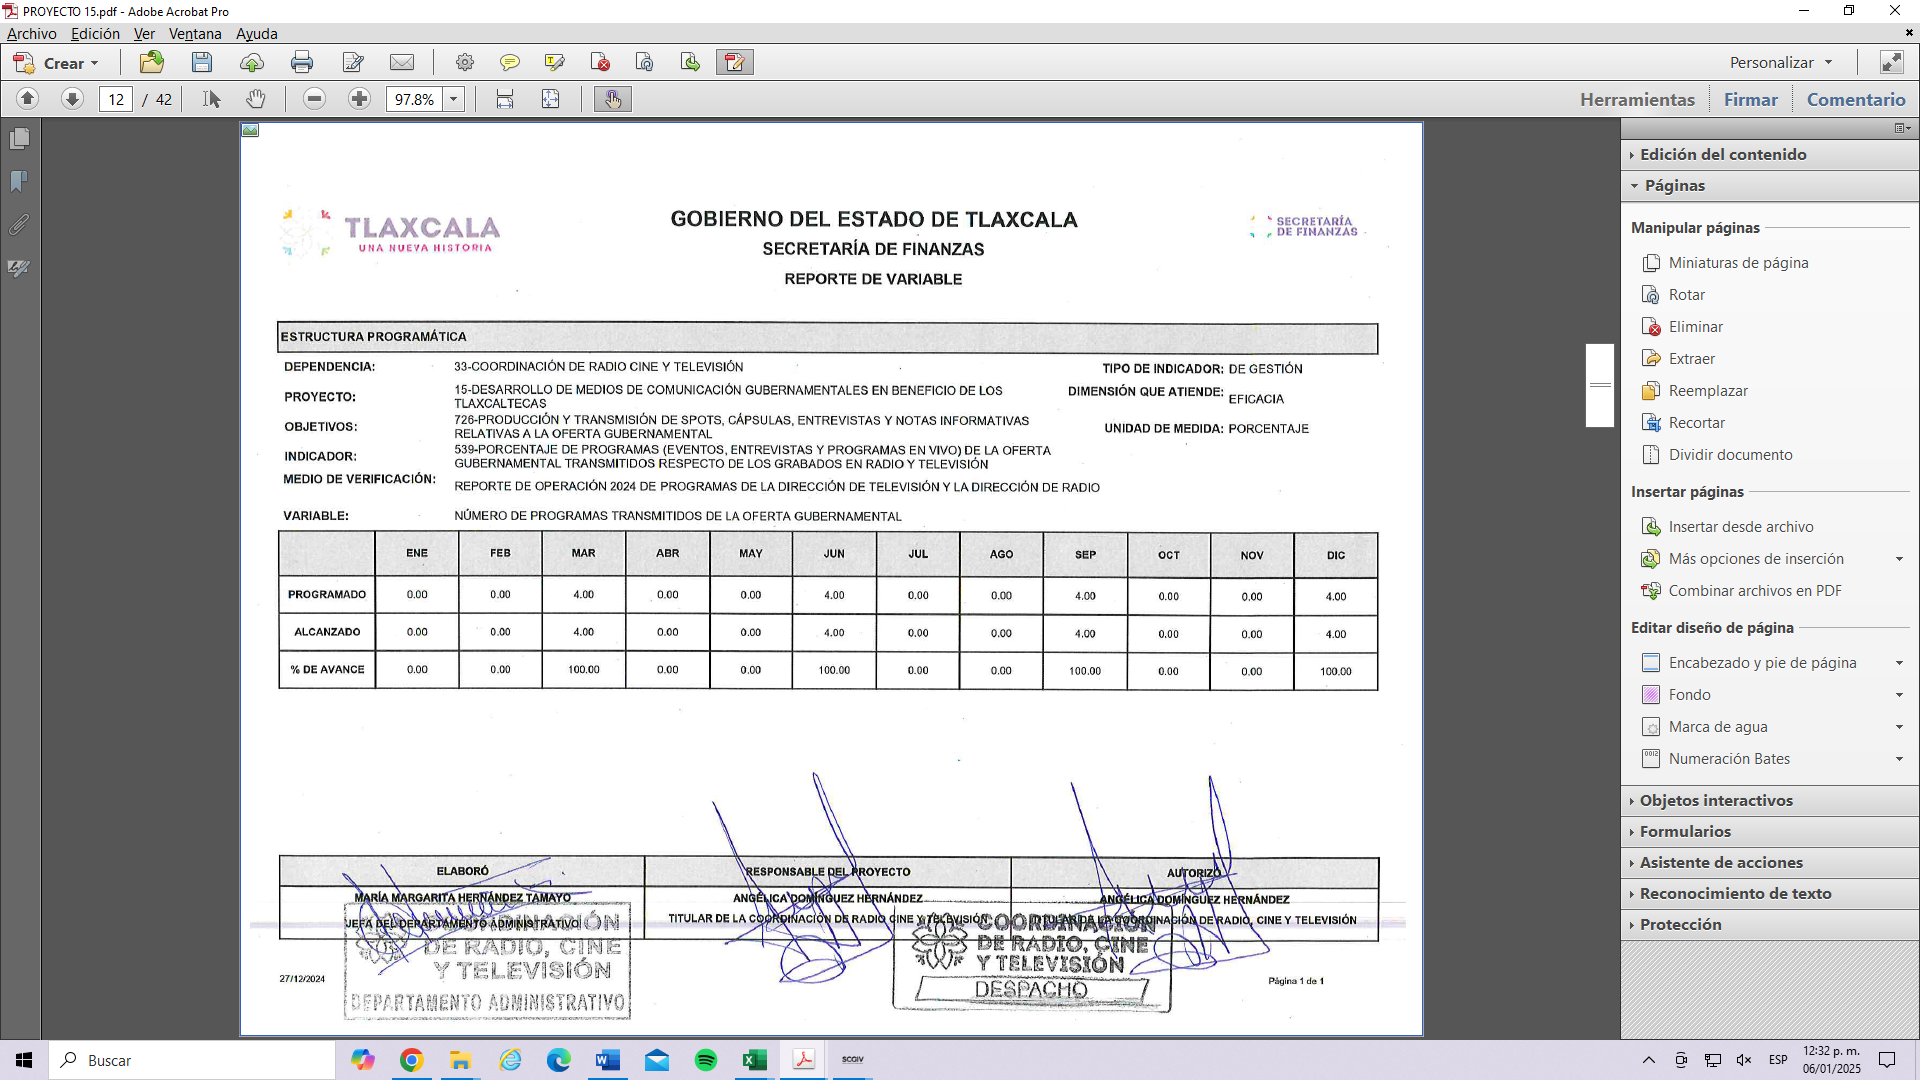 PROYECTO 15.pdf - Adobe Acrobat Pro
Archivo Edición Ver Ventana Ayuda
Crear
Personalizar
12 / 42
97.8%
Herramientas Firmar Comentario
TLAXCALA
UNA NUEVA HISTORIA
GOBIERNO DEL ESTADO DE TLAXCALA
SECRETARÍA DE FINANZAS
REPORTE DE VARIABLE
SECRETARÍA
DE FINANZAS
ESTRUCTURA PROGRAMÁTICA
DEPENDENCIA: 33-COORDINACIÓN DE RADIO CINE Y TELEVISIÓN
TIPO DE INDICADOR: DE GESTIÓN
PROYECTO: 15-DESARROLLO DE MEDIOS DE COMUNICACIÓN GUBERNAMENTALES EN BENEFICIO DE LOS
TLAXCALTECAS
DIMENSIÓN QUE ATIENDE: EFICACIA
OBJETIVOS: 726-PRODUCCIÓN Y TRANSMISIÓN DE SPOTS, CÁPSULAS, ENTREVISTAS Y NOTAS INFORMATIVAS
RELATIVAS A LA OFERTA GUBERNAMENTAL
UNIDAD DE MEDIDA: PORCENTAJE
INDICADOR: 539-PORCENTAJE DE PROGRAMAS (EVENTOS, ENTREVISTAS Y PROGRAMAS EN VIVO) DE LA OFERTA
GUBERNAMENTAL TRANSMITIDOS RESPECTO DE LOS GRABADOS EN RADIO Y TELEVISIÓN
MEDIO DE VERIFICACIÓN: REPORTE DE OPERACIÓN 2024 DE PROGRAMAS DE LA DIRECCIÓN DE TELEVISIÓN Y LA DIRECCIÓN DE RADIO
VARIABLE: NÚMERO DE PROGRAMAS TRANSMITIDOS DE LA OFERTA GUBERNAMENTAL
ENE FEB MAR ABR MAY JUN JUL AGO SEP OCT NOV DIC
PROGRAMADO 0.00 0.00 4.00 0.00 0.00 4.00 0.00 0.00 4.00 0.00 0.00 4.00
ALCANZADO 0.00 0.00 4.00 0.00 0.00 4.00 0.00 0.00 4.00 0.00 0.00 4.00
% DE AVANCE 0.00 0.00 100.00 0.00 0.00 100.00 0.00 0.00 100.00 0.00 0.00 100.00
ELABORÓ RESPONSABLE DEL PROYECTO AUTORIZÓ
MARÍA MARGARITA HERNÁNDEZ TAMAYO ANGÉLICA DOMÍNGUEZ HERNÁNDEZ ANGÉLICA DOMÍNGUEZ HERNÁNDEZ
JEFA DEL DEPARTAMENTO ADMINISTRATIVO TITULAR DE LA COORDINACIÓN DE RADIO CINE Y TELEVISIÓN TITULAR DE LA COORDINACIÓN DE RADIO, CINE Y TELEVISIÓN
COORDINACIÓN
DE RADIO, CINE
Y TELEVISIÓN
DEPARTAMENTO ADMINISTRATIVO
COORDINACIÓN
DE RADIO, CINE
Y TELEVISIÓN
DESPACHO
27/12/2024
Página 1 de 1
Edición del contenido
Páginas
Manipular páginas
Miniaturas de página
Rotar
Eliminar
Extraer
Reemplazar
Recortar
Dividir documento
Insertar páginas
Insertar desde archivo
Más opciones de inserción
Combinar archivos en PDF
Editar diseño de página
Encabezado y pie de página
Fondo
Marca de agua
Numeración Bates
Objetos interactivos
Formularios
Asistente de acciones
Reconocimiento de texto
Protección
Buscar
SCGIV
ESP
12:32 p. m.
06/01/2025